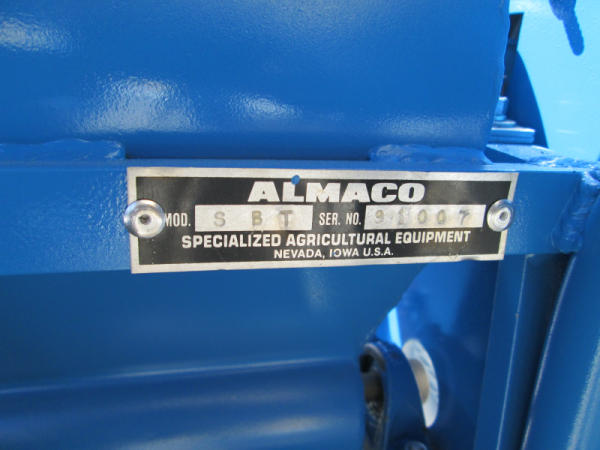 ALMACO
MOD. SBT SER. NO. 91007
SPECIALIZED AGRICULTURAL EQUIPMENT
NEVADA, IOWA U.S.A.